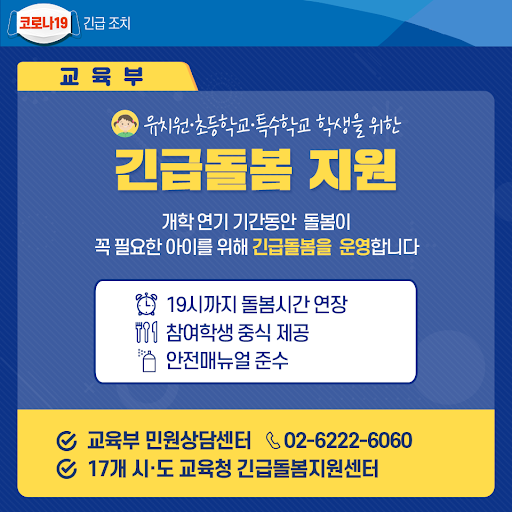 코로나19 긴급 조치
교육부
유치원·초등학교·특수학교 학생을 위한
긴급돌봄 지원
개학 연기 기간동안 돌봄이
꼭 필요한 아이를 위해 긴급돌봄을 운영합니다
19시까지 돌봄시간 연장
참여학생 중식 제공
안전매뉴얼 준수
교육부 민원상담센터 02-6222-6060
17개 시·도 교육청 긴급돌봄지원센터